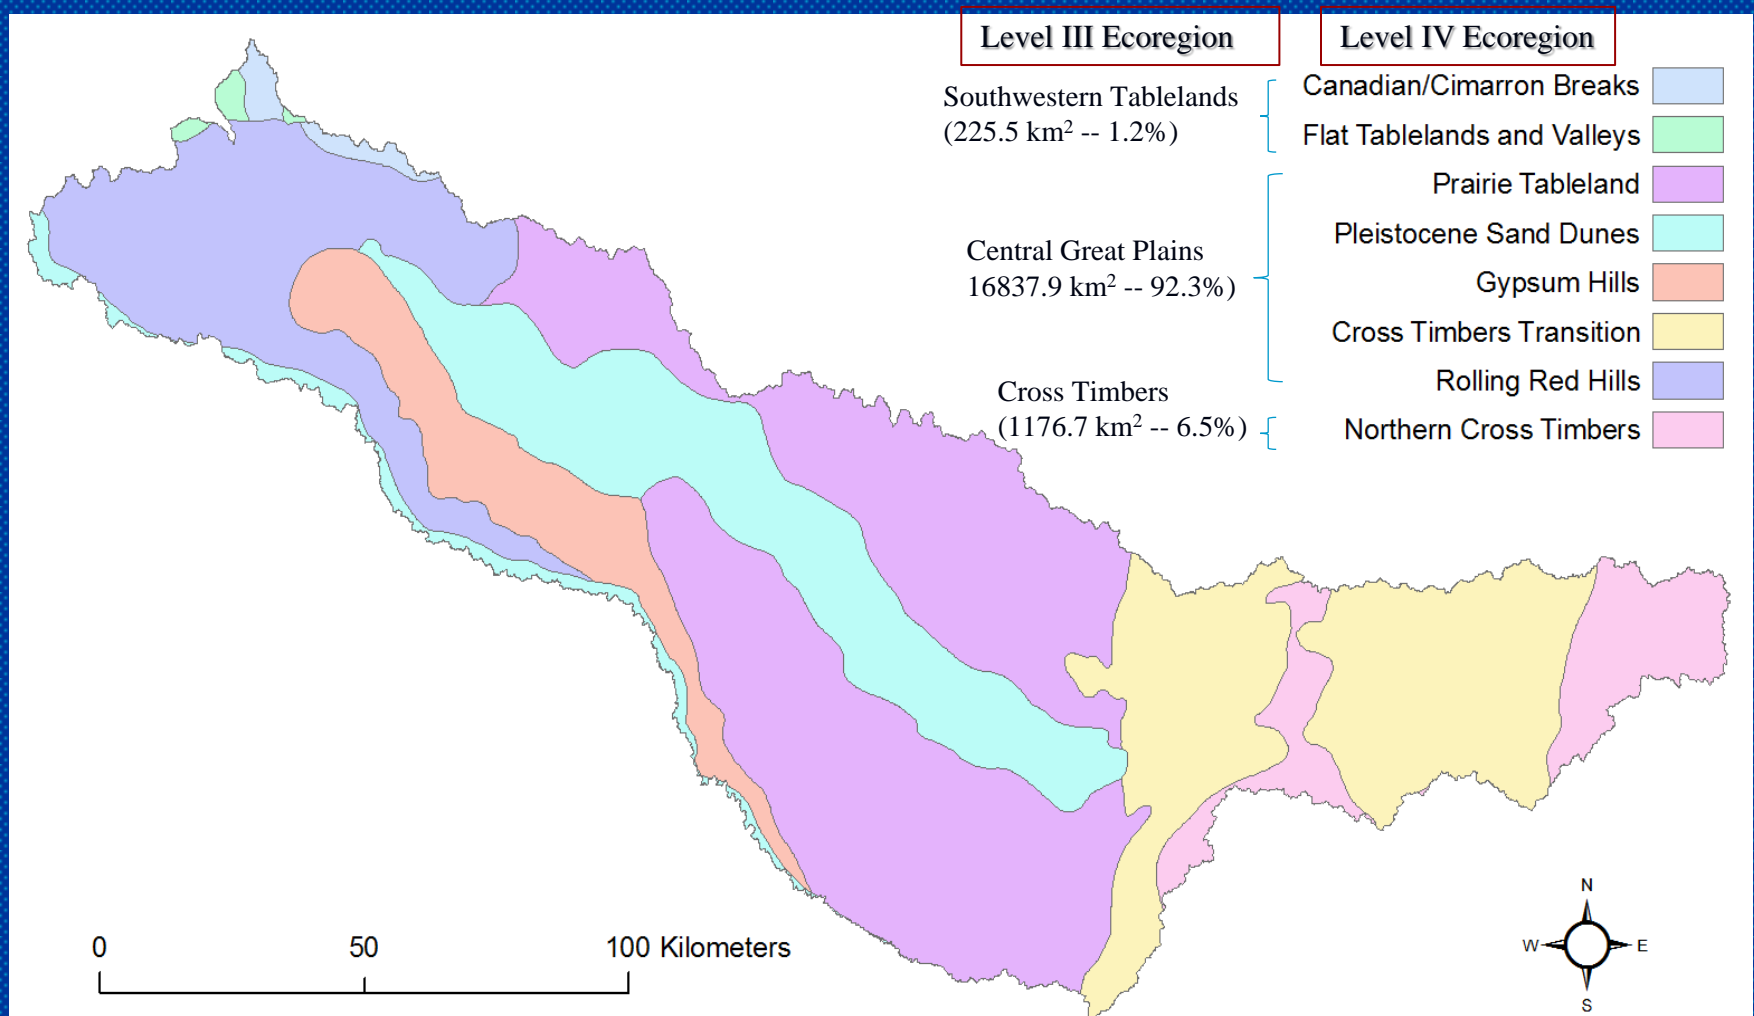 Level III Ecoregion
Level IV Ecoregion
Southwestern Tablelands
(225.5 km² -- 1.2%)
Central Great Plains
16837.9 km² -- 92.3%)
Cross Timbers
(1176.7 km² -- 6.5%)
Canadian/Cimarron Breaks
Flat Tablelands and Valleys
Prairie Tableland
Pleistocene Sand Dunes
Gypsum Hills
Cross Timbers Transition
Rolling Red Hills
Northern Cross Timbers
0 50 100 Kilometers
N
W E
S